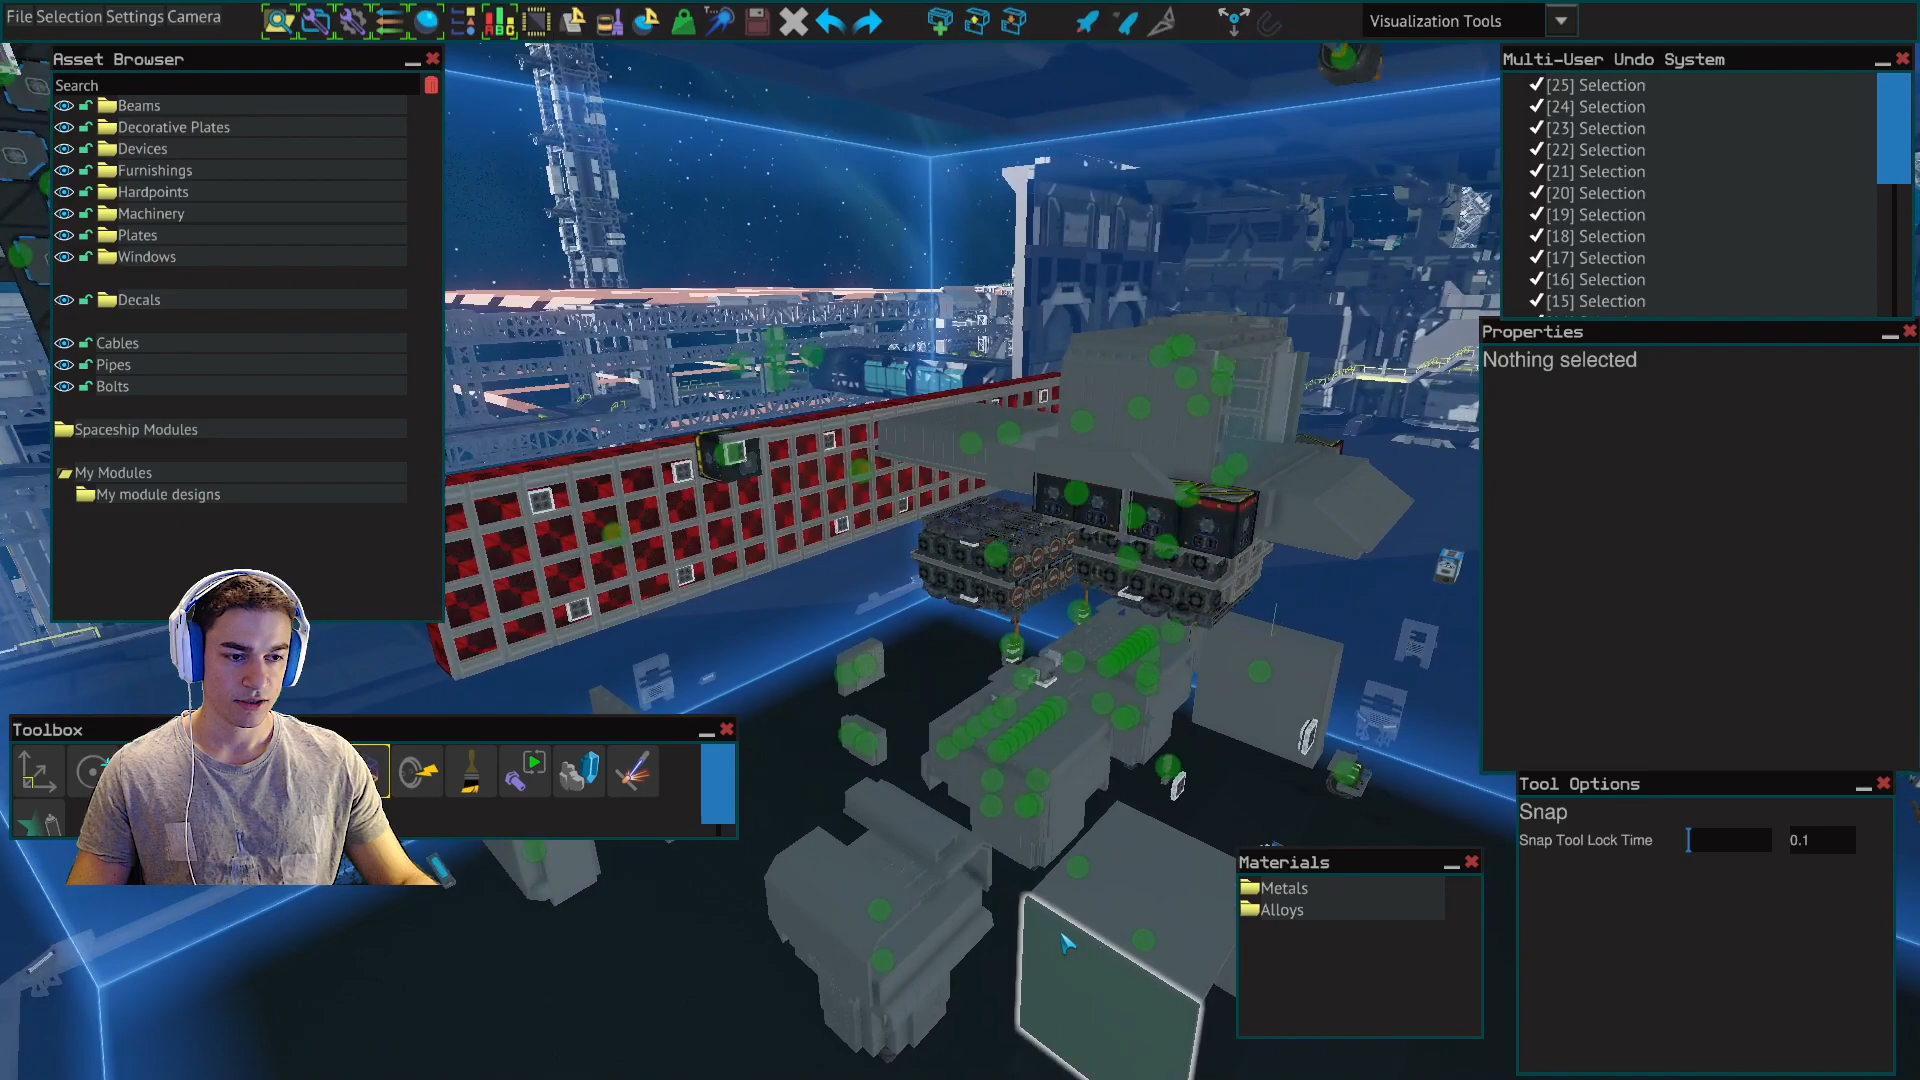 File Selection Settings Camera
Visualization Tools
Asset Browser
Search
Beams
Decorative Plates
Devices
Furnishings
Hardpoints
Machinery
Plates
Windows
Decals
Cables
Pipes
Bolts
Spaceship Modules
My Modules
My module designs
Multi-User Undo System
[25] Selection
[24] Selection
[23] Selection
[22] Selection
[21] Selection
[20] Selection
[19] Selection
[18] Selection
[17] Selection
[16] Selection
[15] Selection
Properties
Nothing selected
Toolbox
Tool Options
Snap
Snap Tool Lock Time 0.1
Materials
Metals
Alloys
ABC